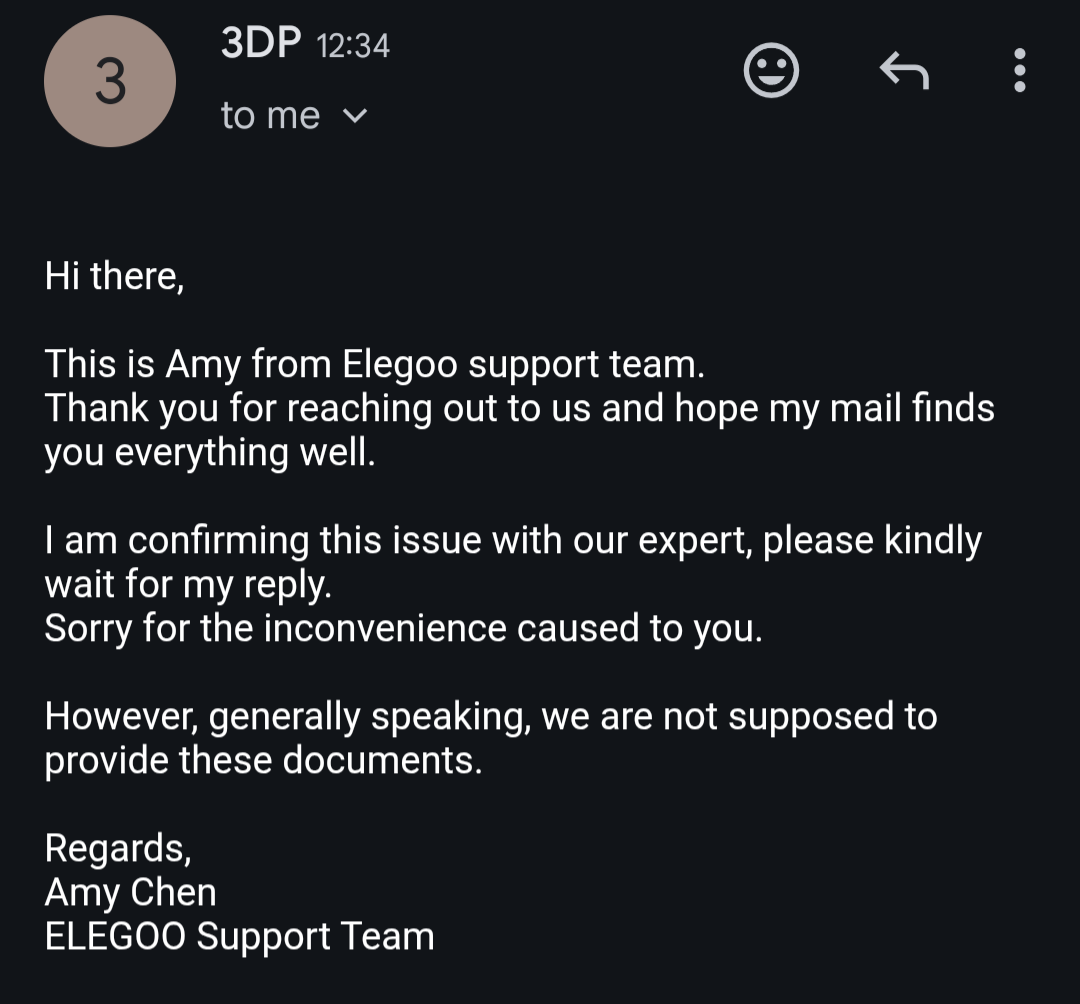 3
3DP 12:34
to me
Hi there,
This is Amy from Elegoo support team.
Thank you for reaching out to us and hope my mail finds
you everything well.
I am confirming this issue with our expert, please kindly
wait for my reply.
Sorry for the inconvenience caused to you.
However, generally speaking, we are not supposed to
provide these documents.
Regards,
Amy Chen
ELEGOO Support Team